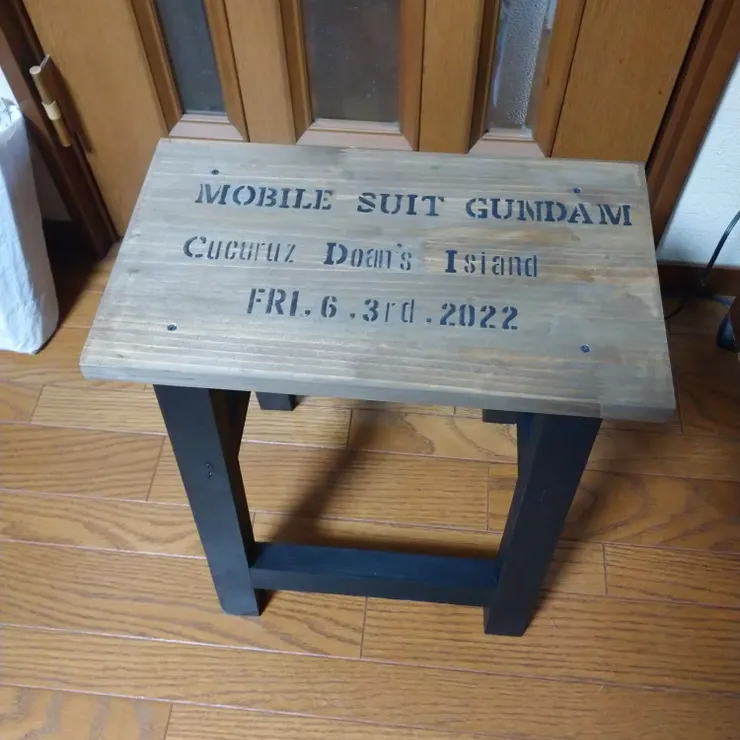 MOBILE SUIT GUNDAM
Cucuruz Doan's Island
FRI. 6 .3rd .2022